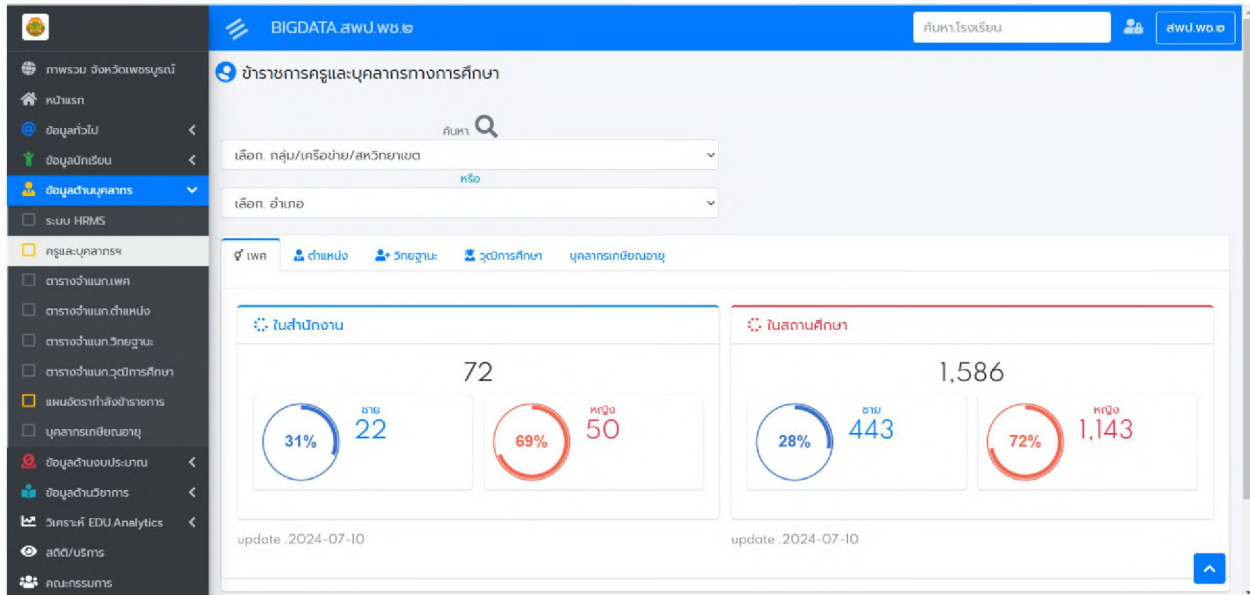 BIGDATA.สพป.พช.๒
ค้นหาโรงเรียน
สพป.พช.๒
ภาพรวม จังหวัดเพชรบูรณ์
หน้าแรก
ข้อมูลทั่วไป
ข้อมูลนักเรียน
ข้อมูลด้านบุคลากร
ระบบ HRMS
ครูและบุคลากรฯ
ตารางจำแนก.เพศ
ตารางจำแนก.ตำแหน่ง
ตารางจำแนก.วิทยฐานะ
ตารางจำแนก.วุฒิการศึกษา
แผนอัตรากำลังข้าราชการ
บุคลากรเกษียณอายุ
ข้อมูลด้านงบประมาณ
ข้อมูลด้านวิชาการ
วิเคราะห์ EDU.Analytics
สถิติ/บริการ
คณะกรรมการ
ข้าราชการครูและบุคลากรทางการศึกษา
ค้นหา.
เลือก. กลุ่ม/เครือข่าย/สหวิทยาเขต
หรือ
เลือก. อำเภอ
เพศ ตำแหน่ง วิทยฐานะ วุฒิการศึกษา บุคลากรเกษียณอายุ
ในสำนักงาน
72
31%
ชาย
22
69%
หญิง
50
update .2024-07-10
ในสถานศึกษา
1,586
28%
ชาย
443
72%
หญิง
1,143
update .2024-07-10